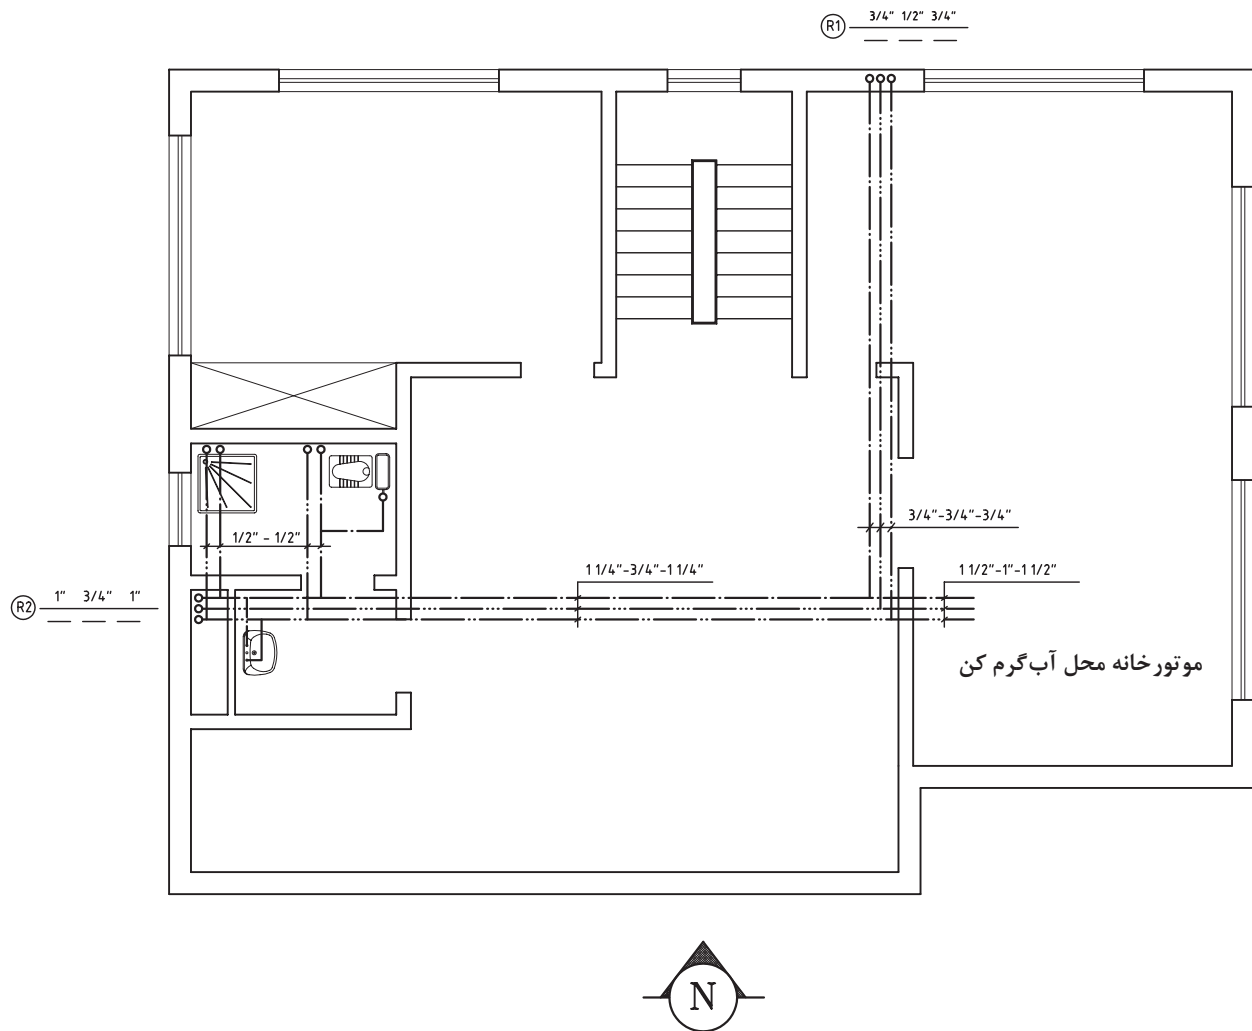 R1 3/4" 1/2" 3/4"
3/4"-3/4"-3/4"
1/2" - 1/2"
1 1/4"-3/4"-1 1/4"
1 1/2"-1"-1 1/2"
R2 1" 3/4" 1"
موتورخانه محل آب‌گرم کن
N